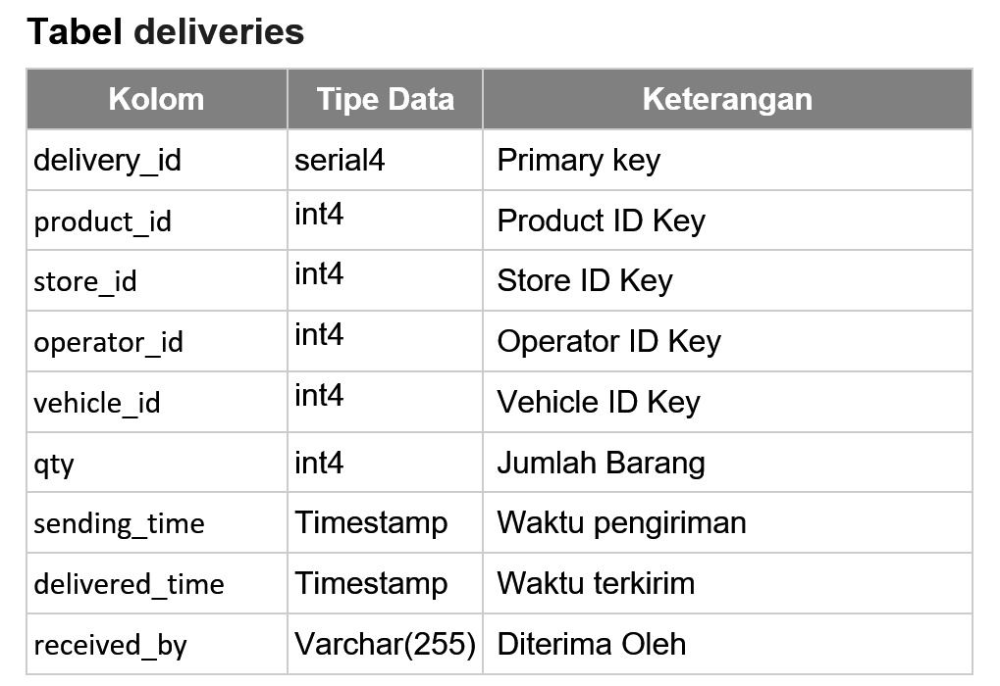 Tabel deliveries
Kolom Tipe Data Keterangan
delivery_id serial4 Primary key
product_id int4 Product ID Key
store_id int4 Store ID Key
operator_id int4 Operator ID Key
vehicle_id int4 Vehicle ID Key
qty int4 Jumlah Barang
sending_time Timestamp Waktu pengiriman
delivered_time Timestamp Waktu terkirim
received_by Varchar(255) Diterima Oleh